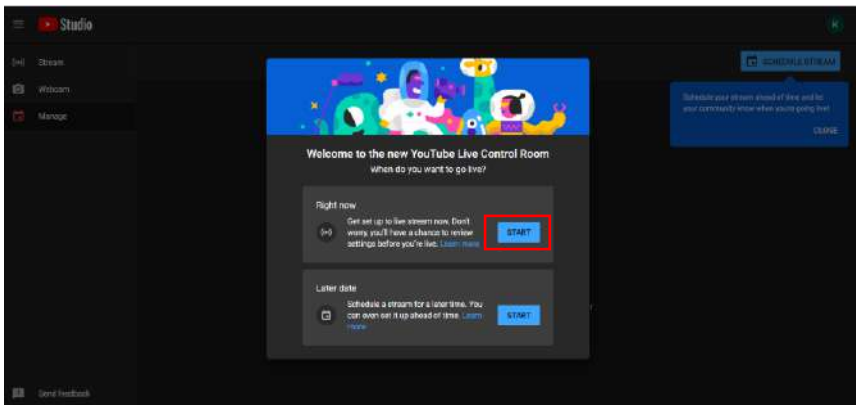 Studio
K
Stream
Webcam
Manage
SCHEDULE STREAM
Schedule your stream ahead of time and let
your community know when you're going live!
CLOSE
Welcome to the new YouTube Live Control Room
When do you want to go live?
Right now
Get set up to live stream now. Don't
worry, you'll have a chance to review
settings before you're live. Learn more
START
Later date
Schedule a stream for a later time. You
can even set it up ahead of time. Learn
more
START
Send feedback